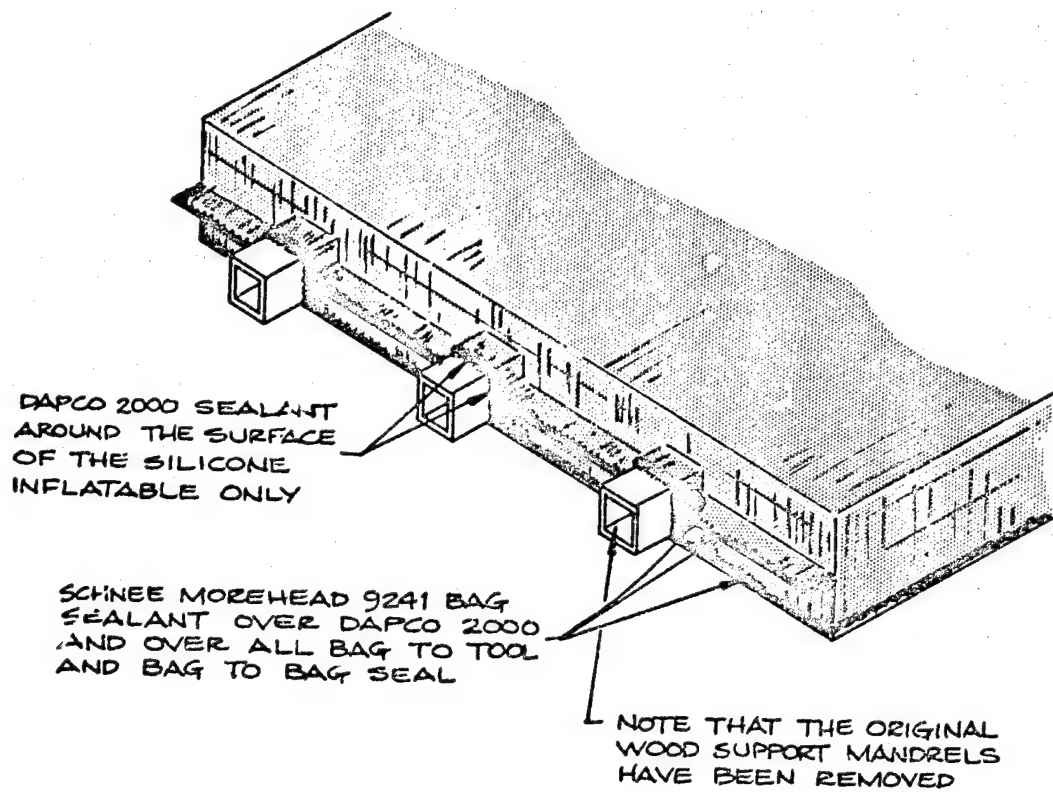 DAPCO 2000 SEALANT
AROUND THE SURFACE
OF THE SILICONE
INFLATABLE ONLY
SCHNEE MOREHEAD 9241 BAG
SEALANT OVER DAPCO 2000
AND OVER ALL BAG TO TOOL
AND BAG TO BAG SEAL
NOTE THAT THE ORIGINAL
WOOD SUPPORT MANDRELS
HAVE BEEN REMOVED